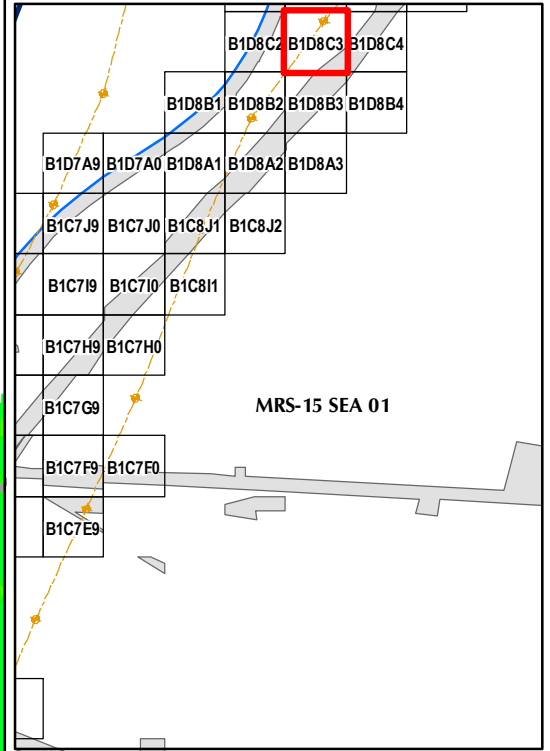 B1D8C2 B1D8C3 B1D8C4
B1D8B1 B1D8B2 B1D8B3 B1D8B4
B1D7A9 B1D7A0 B1D8A1 B1D8A2 B1D8A3
B1C7J9 B1C7J0 B1C8J1 B1C8J2
B1C7I9 B1C7I0 B1C8I1
B1C7H9 B1C7H0
B1C7G9
MRS-15 SEA 01
B1C7F9 B1C7F0
B1C7E9